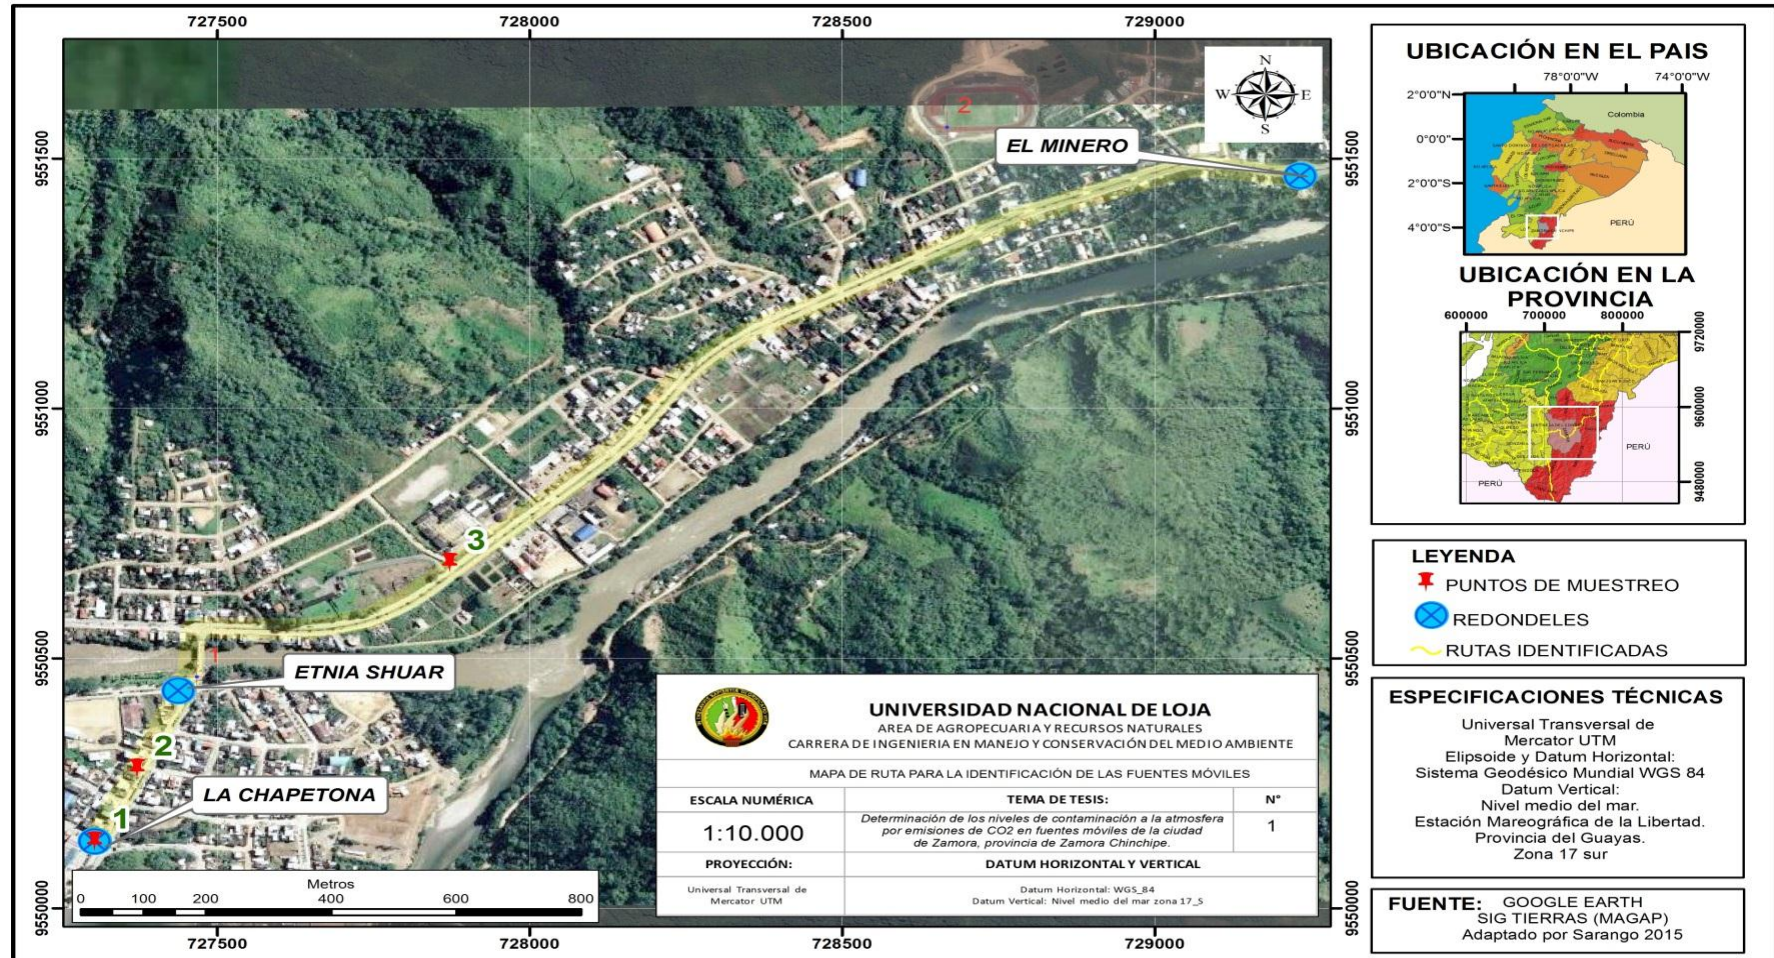 727500
728000
728500
729000
9551500
9551000
9550500
9550000
9551500
9551000
9550500
9550000
N
W
E
S
2
EL MINERO
3
1
ETNIA SHUAR
2
LA CHAPETONA
1
Metros
0
100
200
400
600
800
727500
728000
728500
729000
UNIVERSIDAD NACIONAL DE LOJA
AREA DE AGROPECUARIA Y RECURSOS NATURALES
CARRERA DE INGENIERIA EN MANEJO Y CONSERVACIÓN DEL MEDIO AMBIENTE
MAPA DE RUTA PARA LA IDENTIFICACIÓN DE LAS FUENTES MÓVILES
ESCALA NUMÉRICA
1:10.000
TEMA DE TESIS:
Determinación de los niveles de contaminación a la atmosfera
por emisiones de CO2 en fuentes móviles de la ciudad
de Zamora, provincia de Zamora Chinchipe.
N°
1
PROYECCIÓN:
Universal Transversal de
Mercator UTM
DATUM HORIZONTAL Y VERTICAL
Datum Horizontal: WGS_84
Datum Vertical: Nivel medio del mar zona 17_S
UBICACIÓN EN EL PAIS
78°0'0"W
74°0'0"W
2°0'0"N
0°0'0"
2°0'0"S
4°0'0"S
Colombia
PERÚ
UBICACIÓN EN LA
PROVINCIA
600000
700000
800000
9720000
9600000
9480000
PERÚ
PERÚ
LEYENDA
PUNTOS DE MUESTREO
REDONDELES
RUTAS IDENTIFICADAS
ESPECIFICACIONES TÉCNICAS
Universal Transversal de
Mercator UTM
Elipsoide y Datum Horizontal:
Sistema Geodésico Mundial WGS 84
Datum Vertical:
Nivel medio del mar.
Estación Mareográfica de la Libertad.
Provincia del Guayas.
Zona 17 sur
FUENTE: GOOGLE EARTH
SIG TIERRAS (MAGAP)
Adaptado por Sarango 2015